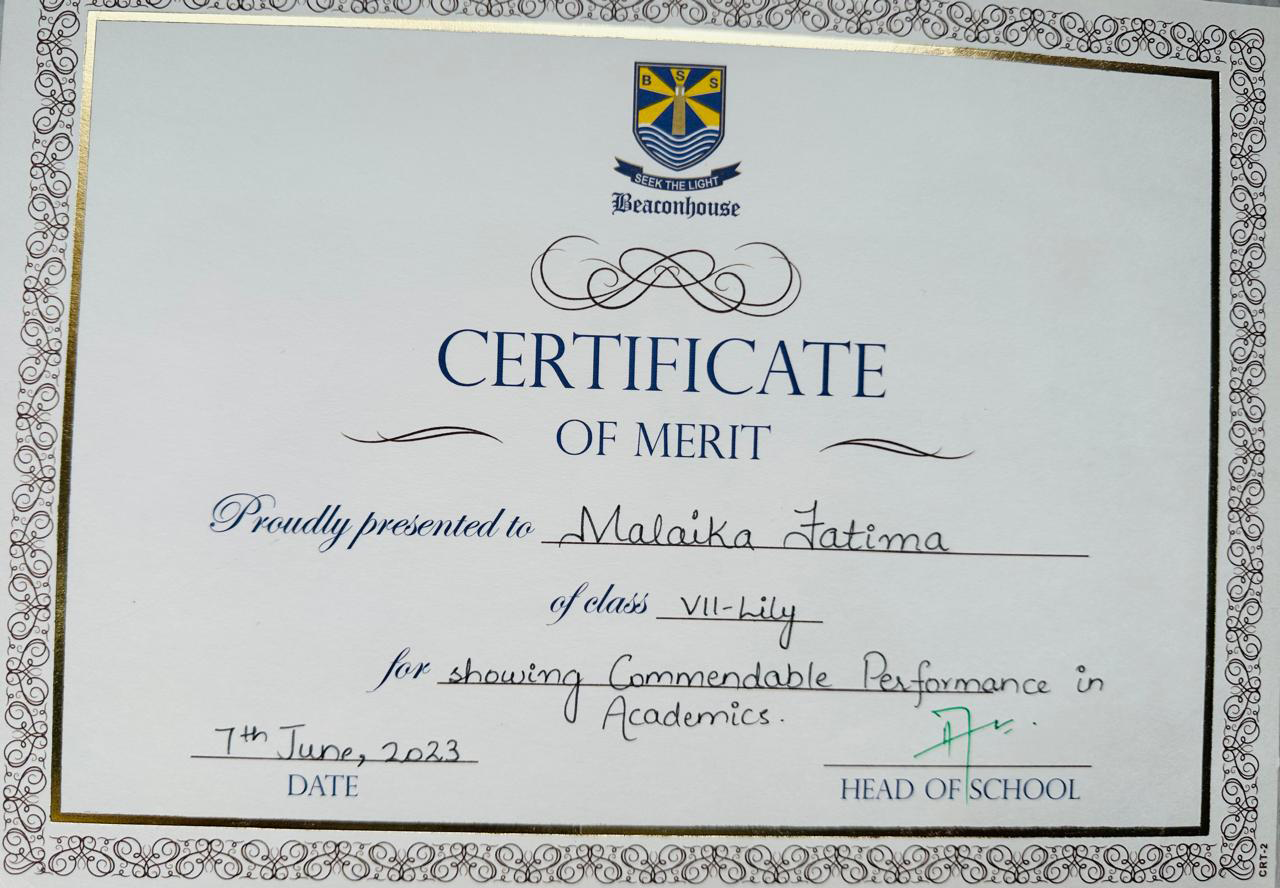 B S S
SEEK THE LIGHT
Beaconhouse
CERTIFICATE
OF MERIT
Proudly presented to Malaika Fatima
of class VII-Lily
for showing Commendable Performance in
Academics.
7th June, 2023
DATE
HEAD OF SCHOOL
CRT-2